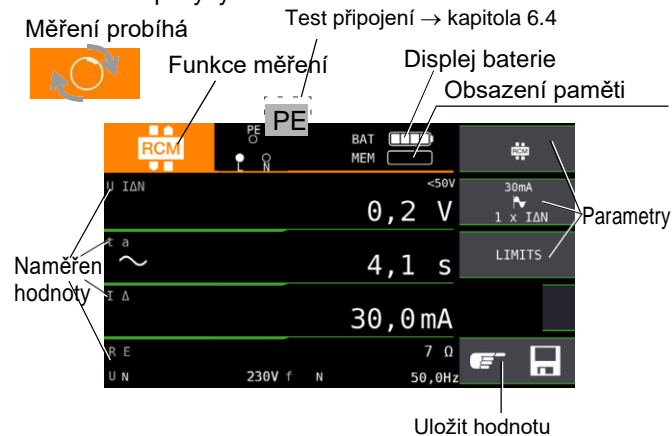 Měření probíhá
Test připojení → kapitola 6.4
Funkce měření
Displej baterie
Obsazení paměti
PE
RCM
PE
L N
BAT
MEM
U IΔN
<50V
0,2 V
t a
4,1 s
I Δ
30,0mA
R E
7 Ω
U N 230V f N 50,0Hz
RCM
30mA
1 x IΔN
LIMITS
Parametry
Naměřen
hodnoty
Uložit hodnotu